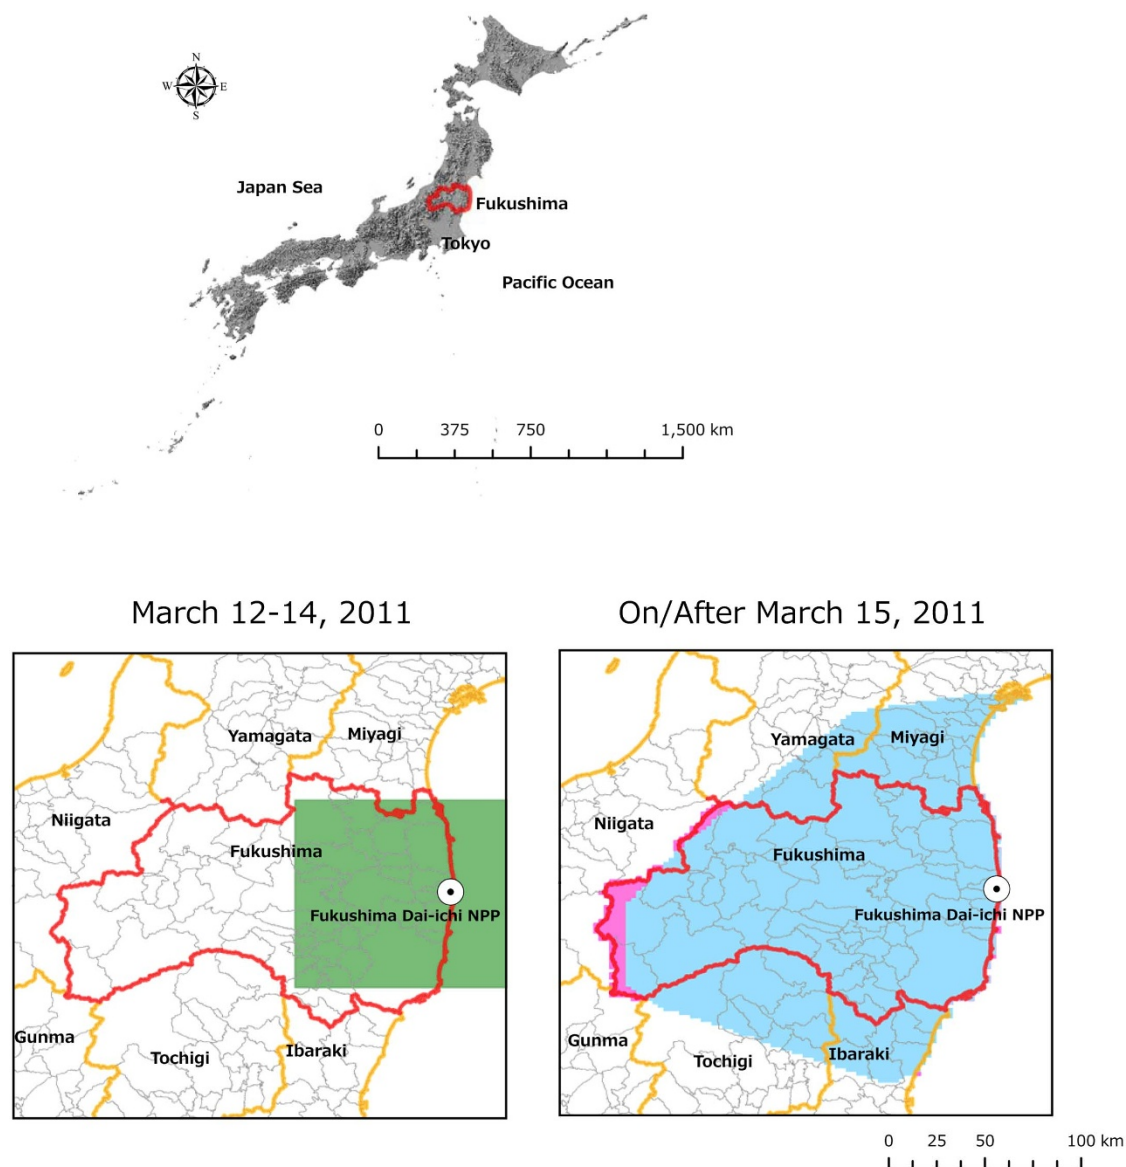 N
W E
S
Japan Sea
Fukushima
Tokyo
Pacific Ocean
0 375 750 1,500 km
March 12-14, 2011
On/After March 15, 2011
Yamagata
Miyagi
Niigata
Fukushima
Fukushima Dai-ichi NPP
Gunma
Tochigi
Ibaraki
Yamagata
Miyagi
Niigata
Fukushima
Fukushima Dai-ichi NPP
Gunma
Tochigi
Ibaraki
0 25 50 100 km